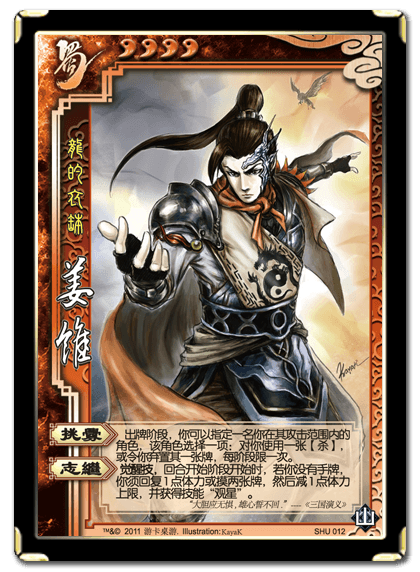 蜀
龍的衣缽
姜維
挑釁
出牌阶段，你可以指定一名你在其攻击范围内的
角色，该角色选择一项：对你使用一张【杀】，
或令你弃置其一张牌，每阶段限一次。
志繼
觉醒技，回合开始阶段开始时，若你没有手牌，
你须回复1点体力或摸两张牌，然后减1点体力
上限，并获得技能“观星”。
“大胆应无惧，雄心誓不回。” ——《三国演义》
™&© 2011 游卡桌游. Illustration:KayaK
SHU 012